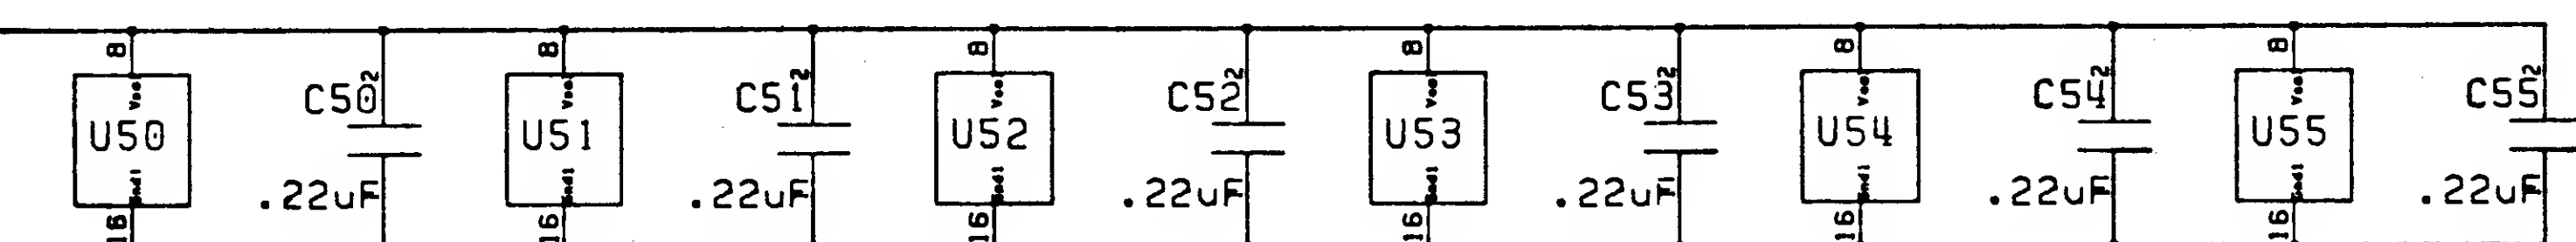 8 8 8 8 8 8
2 2 2 2 2 2
C50 C51 C52 C53 C54 C55
U50 U51 U52 U53 U54 U55
.22uF .22uF .22uF .22uF .22uF .22uF
16 16 16 16 16 16